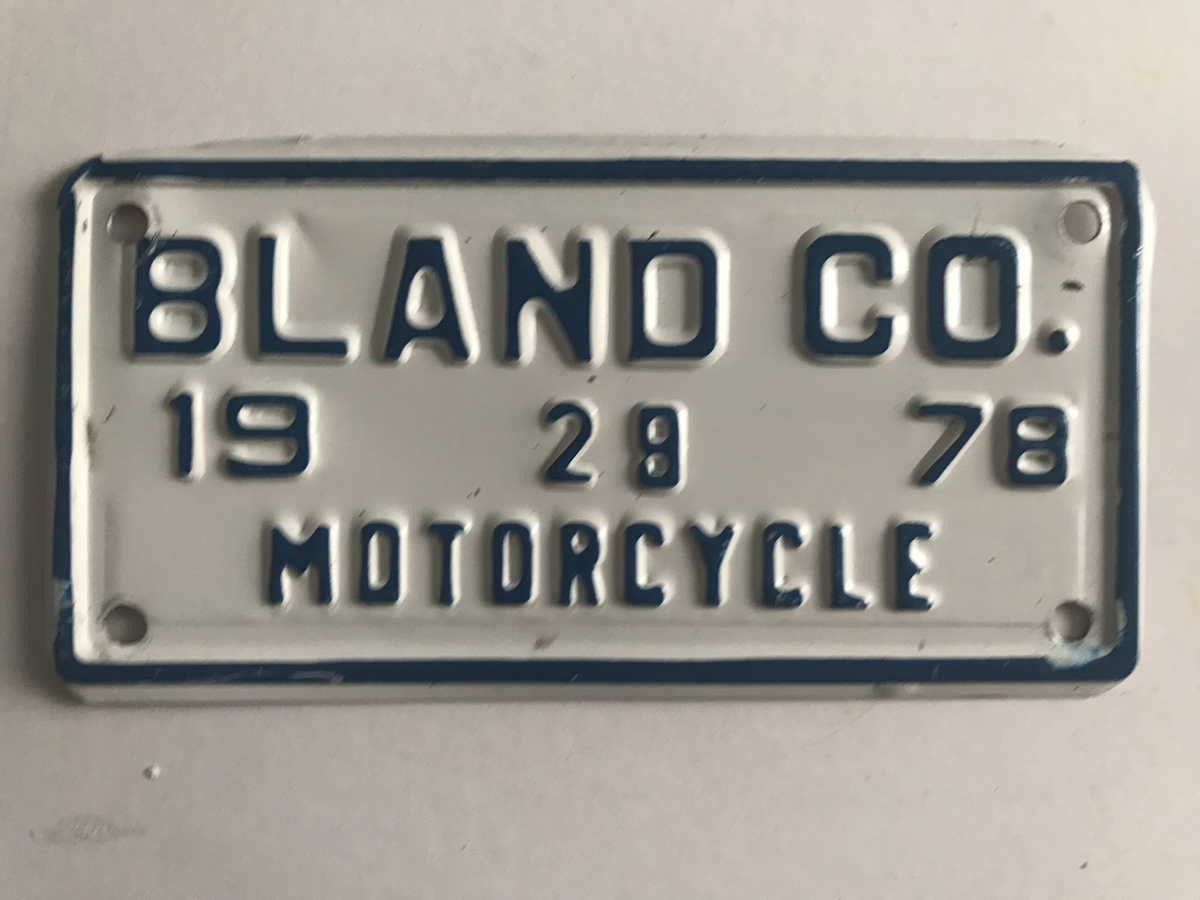 BLAND CO.
19 28 78
MOTORCYCLE